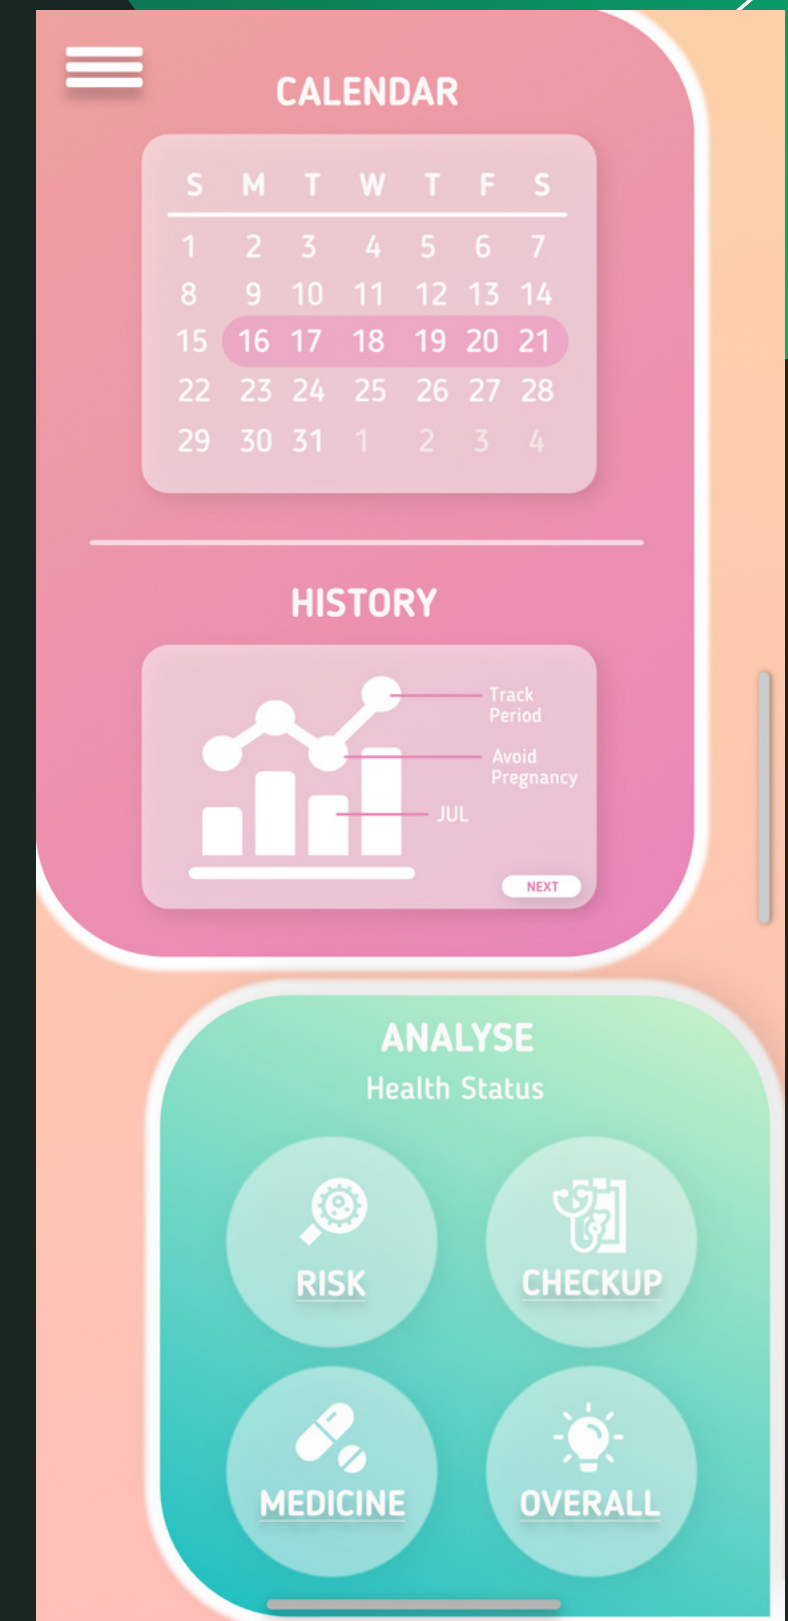 CALENDAR
S M T W T F S
1 2 3 4 5 6 7
8 9 10 11 12 13 14
15 16 17 18 19 20 21
22 23 24 25 26 27 28
29 30 31 1 2 3 4
HISTORY
Track
Period
Avoid
Pregnancy
JUL
NEXT
ANALYSE
Health Status
RISK CHECKUP
MEDICINE OVERALL